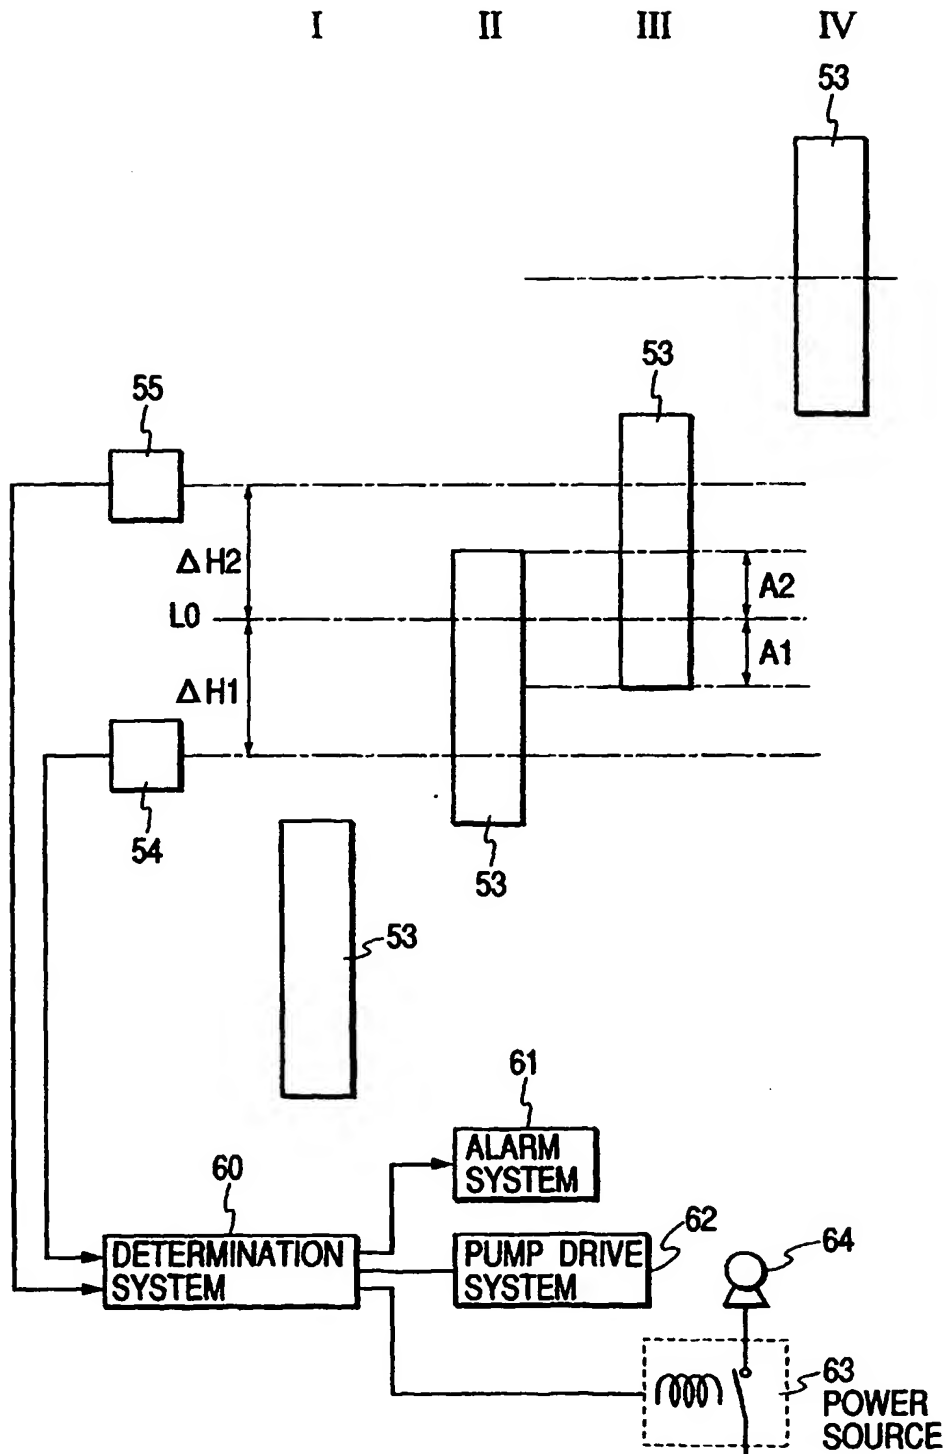 I II III IV
53
53
55
ΔH2
A2
L0
A1
ΔH1
54
53
53
61
ALARM
SYSTEM
60
DETERMINATION
SYSTEM
62
PUMP DRIVE
SYSTEM
64
63
POWER
SOURCE